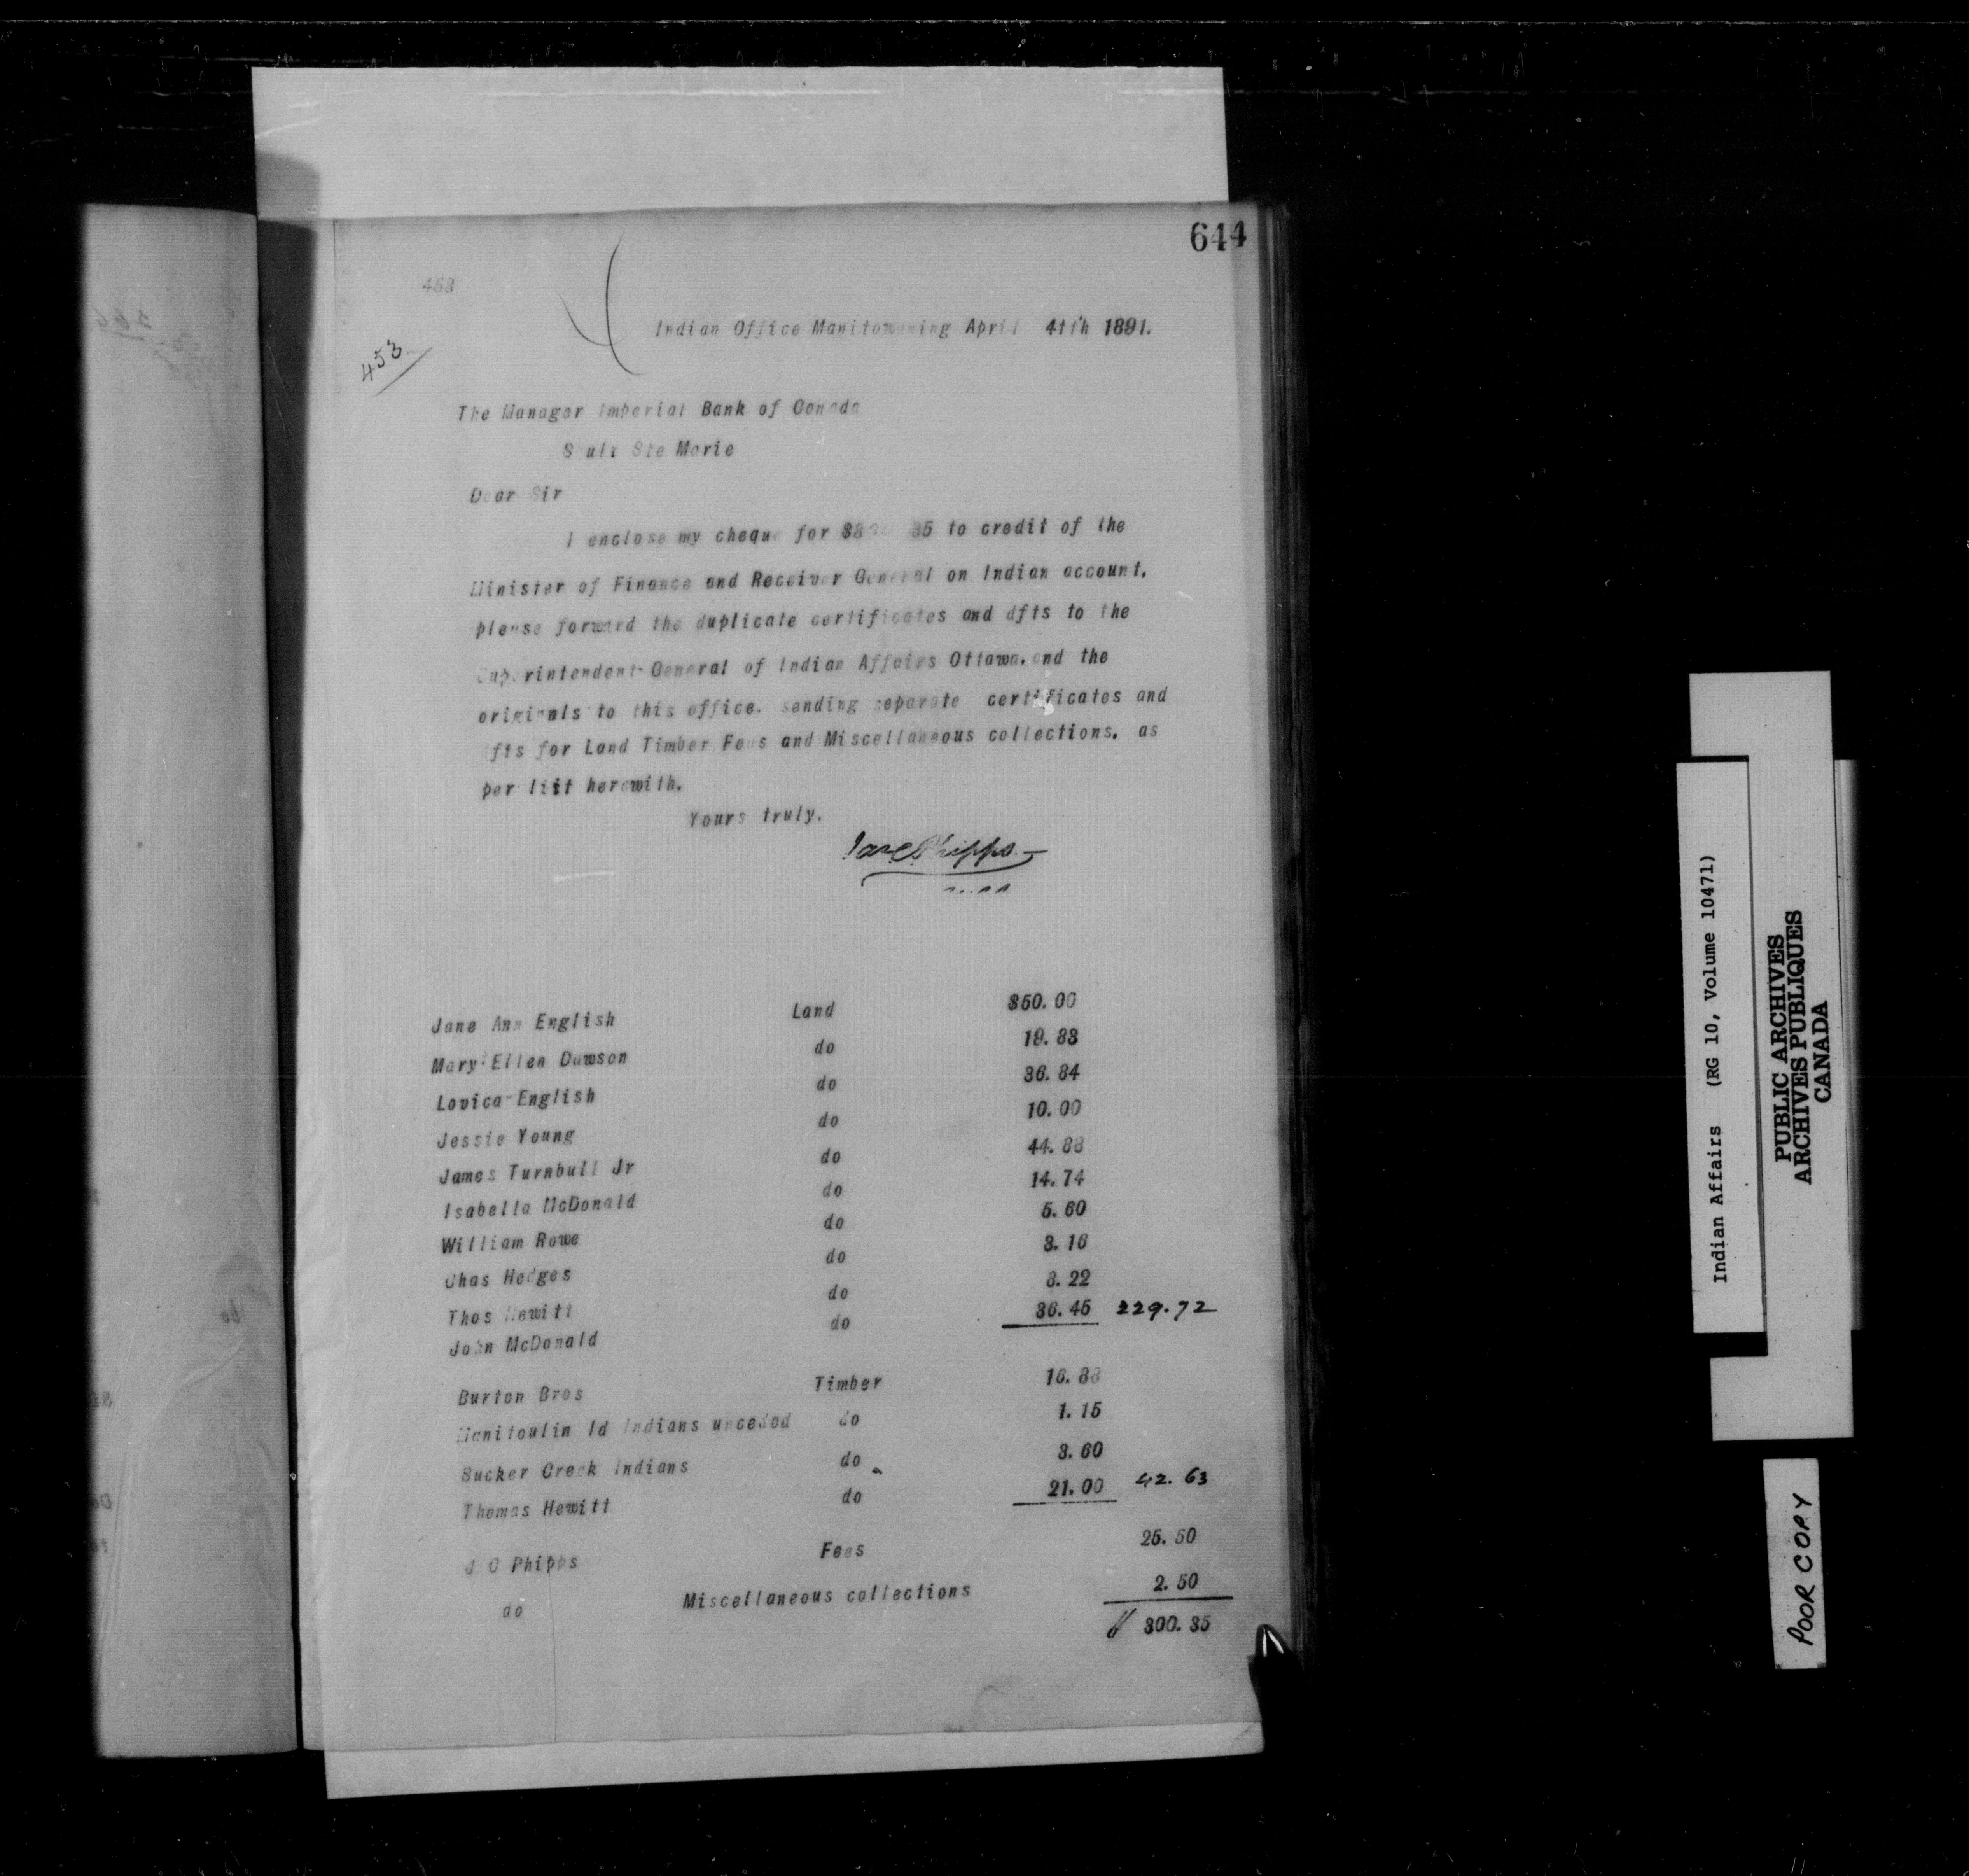 644
453
Indian Office Manitowaning April 4tth 1891.
453
The Manager Imperial Bank of Canada
Sault Ste Marie
Dear Sir
I enclose my cheque for $300.35 to credit of the
Minister of Finance and Receiver General on Indian account.
please forward the duplicate certificates and dfts to the
Superintendent General of Indian Affairs Ottawa. and the
originals to this office. sending separate certificates and
dfts for Land Timber Fees and Miscellaneous collections. as
per list herewith.
Yours truly.
Jas C Phipps
Jane Ann English Land $50.00
Mary Ellen Dawson do 19.83
Lovica English do 36.84
Jessie Young do 10.00
James Turnbull Jr do 44.88
Isabella McDonald do 14.74
William Rowe do 5.60
Chas Hedges do 3.16
Thos Hewitt do 8.22
John McDonald do 36.45 229.72
Burton Bros Timber 16.88
Manitoulin Id Indians unceded do 1.15
Sucker Creek Indians do 3.60
Thomas Hewitt do 21.00 42.63
J C Phipps Fees 25.50
do Miscellaneous collections 2.50
$ 300.35
Indian Affairs (RG 10, Volume 10471)
PUBLIC ARCHIVES
ARCHIVES PUBLIQUES
CANADA
POOR COPY